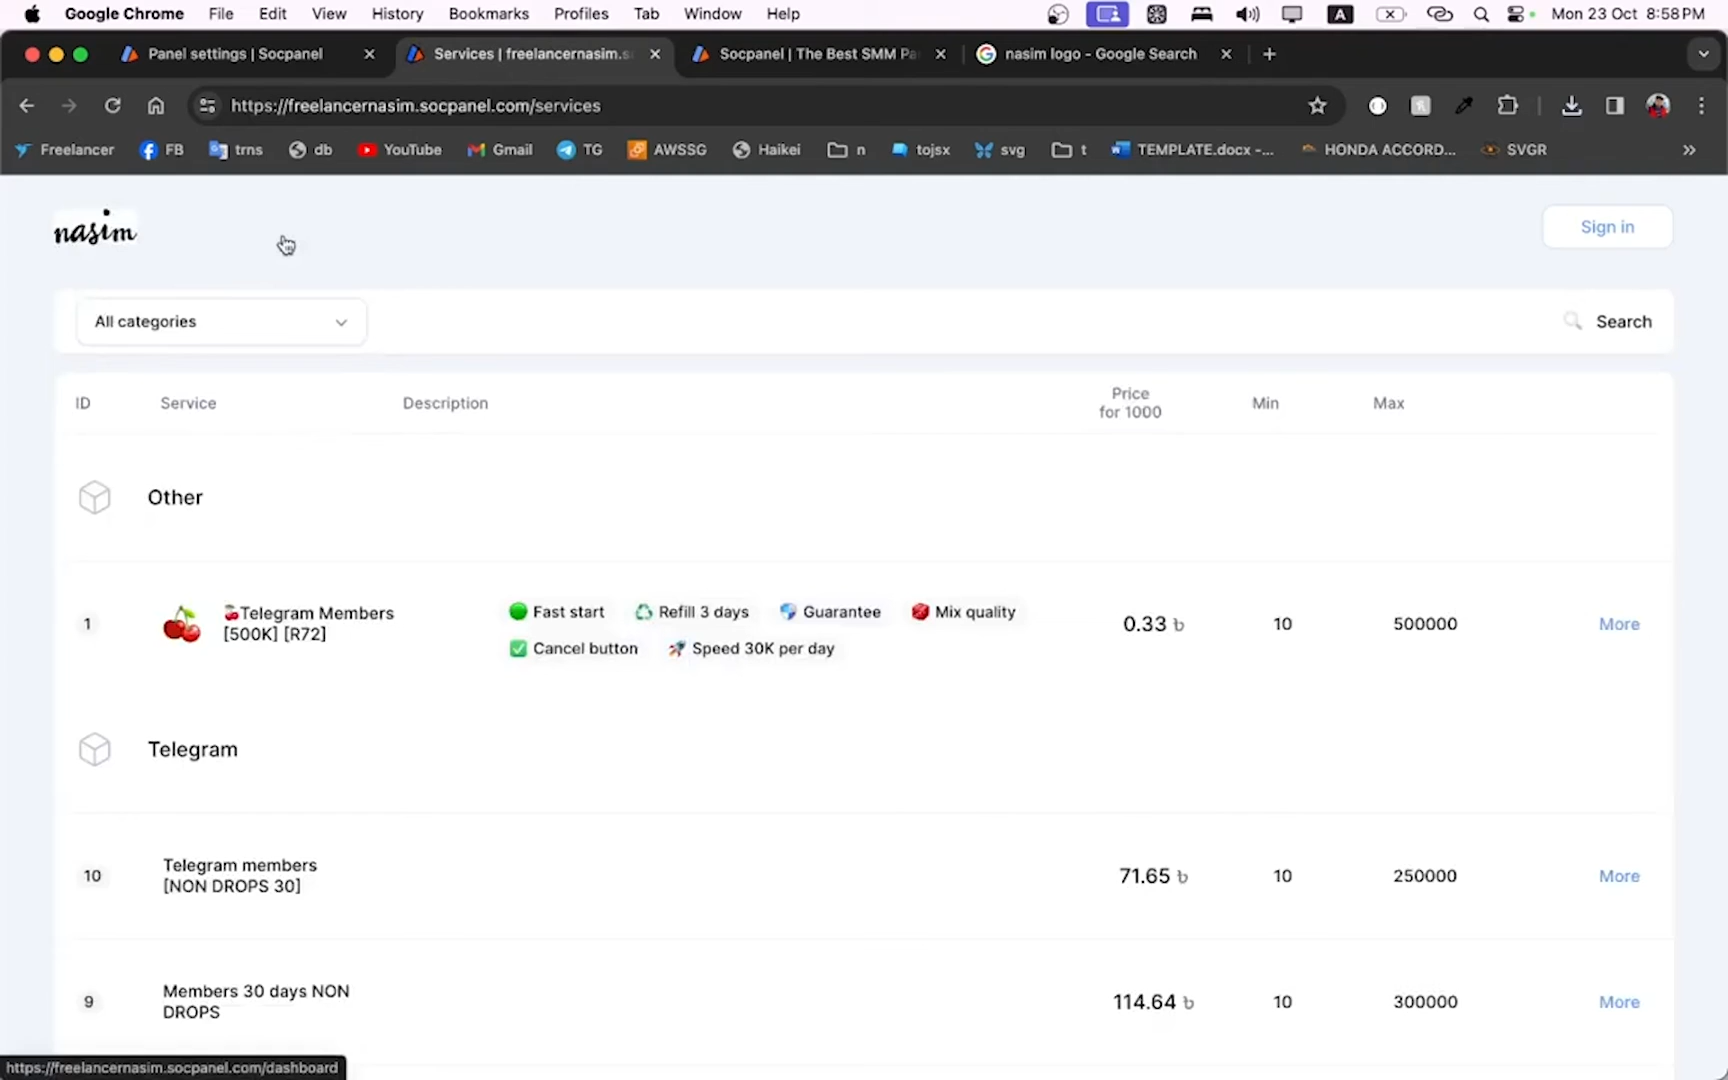 Google Chrome File Edit View History Bookmarks Profiles Tab Window Help A Mon 23 Oct 8:58 PM
Panel settings | Socpanel Services | freelancernasim.s Socpanel | The Best SMM Pa nasim logo - Google Search
https://freelancernasim.socpanel.com/services
Freelancer FB trns db YouTube Gmail TG AWSSG Haikei n tojsx svg t TEMPLATE.docx -... HONDA ACCORD... SVGR
nasim
Sign in
All categories
Search
ID Service Description Price for 1000 Min Max
Other
1 Telegram Members [500K] [R72] Fast start Refill 3 days Guarantee Mix quality 0.33 ৳ 10 500000 More
Cancel button Speed 30K per day
Telegram
10 Telegram members [NON DROPS 30] 71.65 ৳ 10 250000 More
9 Members 30 days NON DROPS 114.64 ৳ 10 300000 More
https://freelancernasim.socpanel.com/dashboard